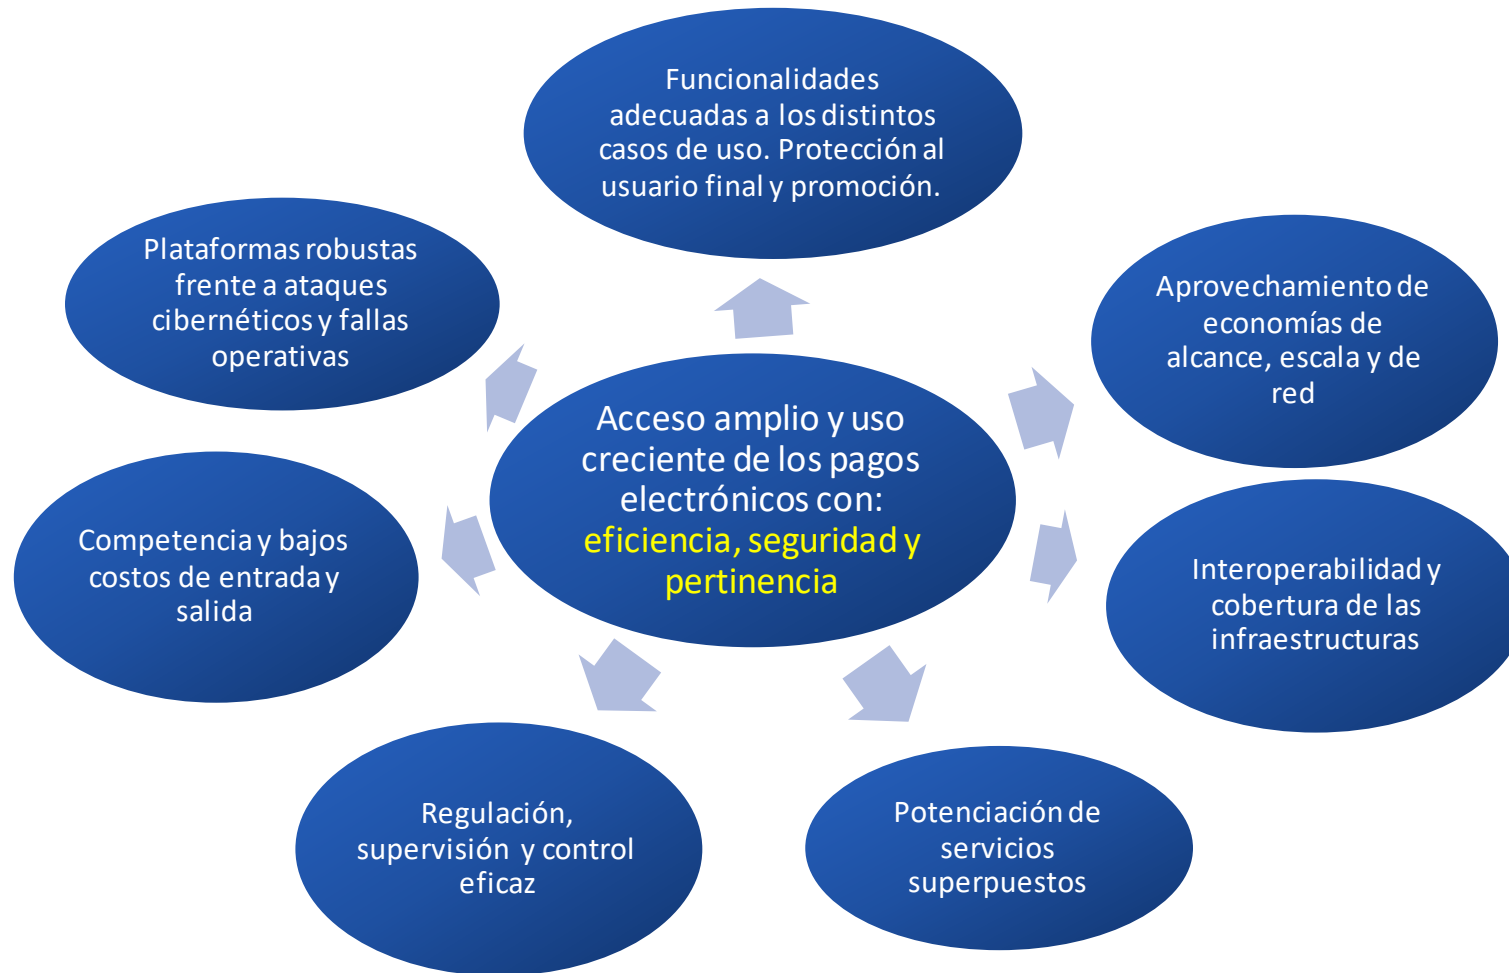 Funcionalidades
adecuadas a los distintos
casos de uso. Protección al
usuario final y promoción.
Plataformas robustas
frente a ataques
cibernéticos y fallas
operativas
Aprovechamiento de
economías de
alcance, escala y de
red
Acceso amplio y uso
creciente de los pagos
electrónicos con:
eficiencia, seguridad y
pertinencia
Competencia y bajos
costos de entrada y
salida
Interoperabilidad y
cobertura de las
infraestructuras
Regulación,
supervisión y control
eficaz
Potenciación de
servicios
superpuestos